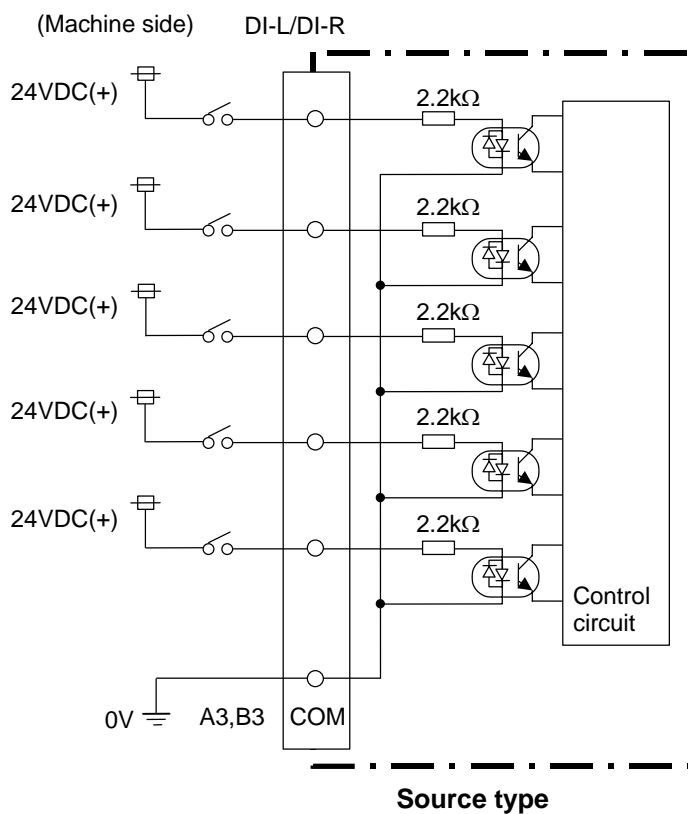 (Machine side) DI-L/DI-R
24VDC(+) 2.2kΩ
24VDC(+) 2.2kΩ
24VDC(+) 2.2kΩ
24VDC(+) 2.2kΩ
24VDC(+) 2.2kΩ
Control
circuit
0V A3,B3 COM
Source type